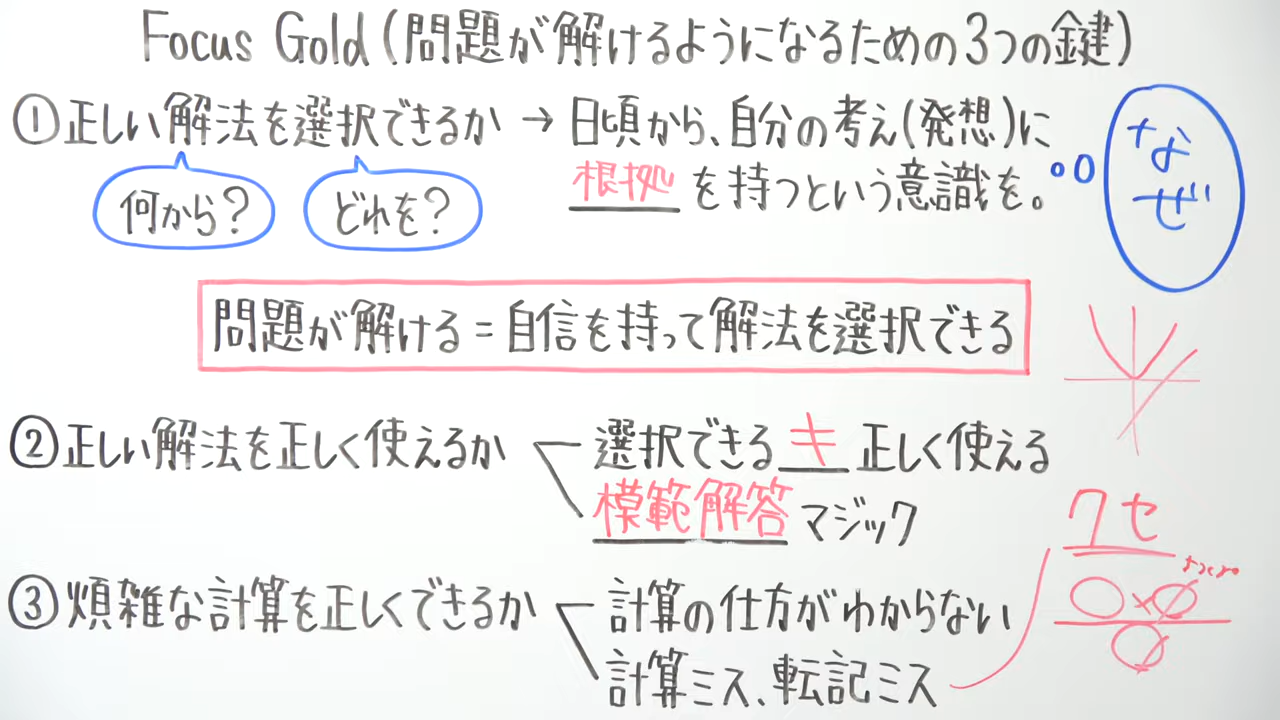 Focus Gold(問題が解けるようになるための3つの鍵)
①正しい解法を選択できるか → 日頃から、自分の考え(発想)に
根拠を持つという意識を。
何から? どれを?
なぜ
問題が解ける=自信を持って解法を選択できる
②正しい解法を正しく使えるか
選択できる ≠ 正しく使える
模範解答マジック
③煩雑な計算を正しくできるか
計算の仕方がわからない
計算ミス、転記ミス
クセ